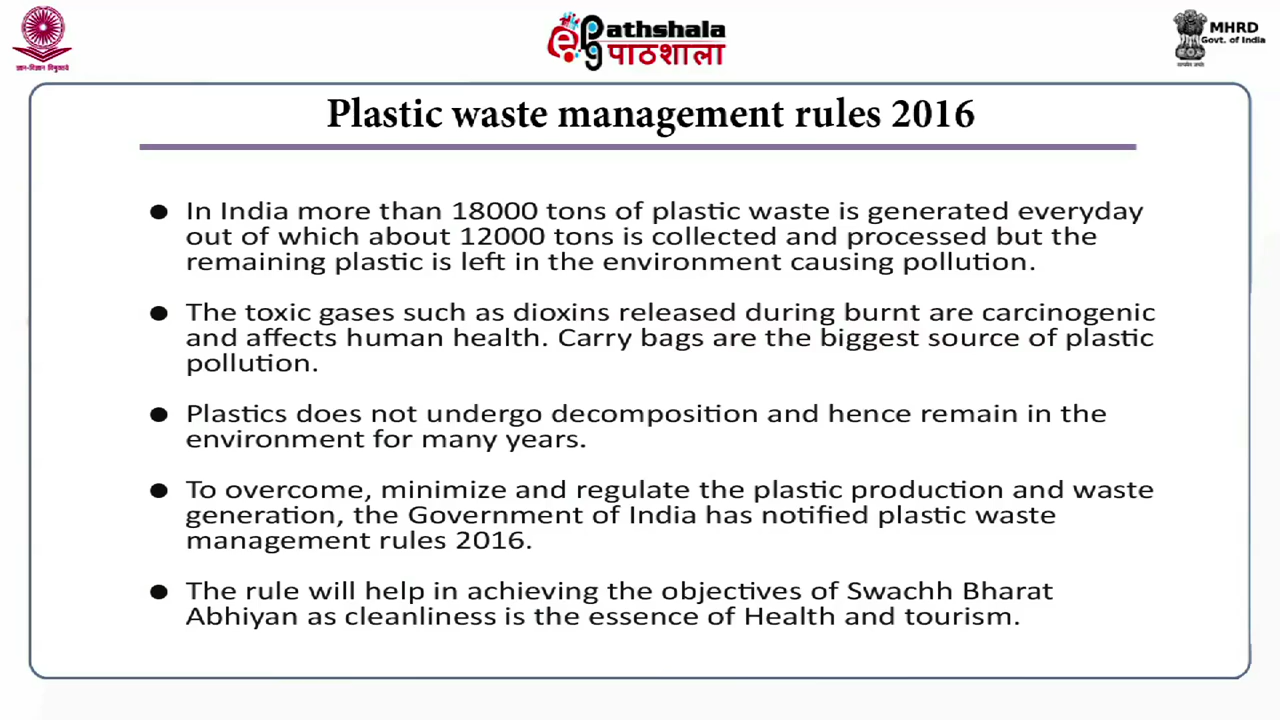 ज्ञान-विज्ञान विमुक्तये
epg Pathshala
पाठशाला
MHRD
Govt. of India
Plastic waste management rules 2016
● In India more than 18000 tons of plastic waste is generated everyday
out of which about 12000 tons is collected and processed but the
remaining plastic is left in the environment causing pollution.
● The toxic gases such as dioxins released during burnt are carcinogenic
and affects human health. Carry bags are the biggest source of plastic
pollution.
● Plastics does not undergo decomposition and hence remain in the
environment for many years.
● To overcome, minimize and regulate the plastic production and waste
generation, the Government of India has notified plastic waste
management rules 2016.
● The rule will help in achieving the objectives of Swachh Bharat
Abhiyan as cleanliness is the essence of Health and tourism.